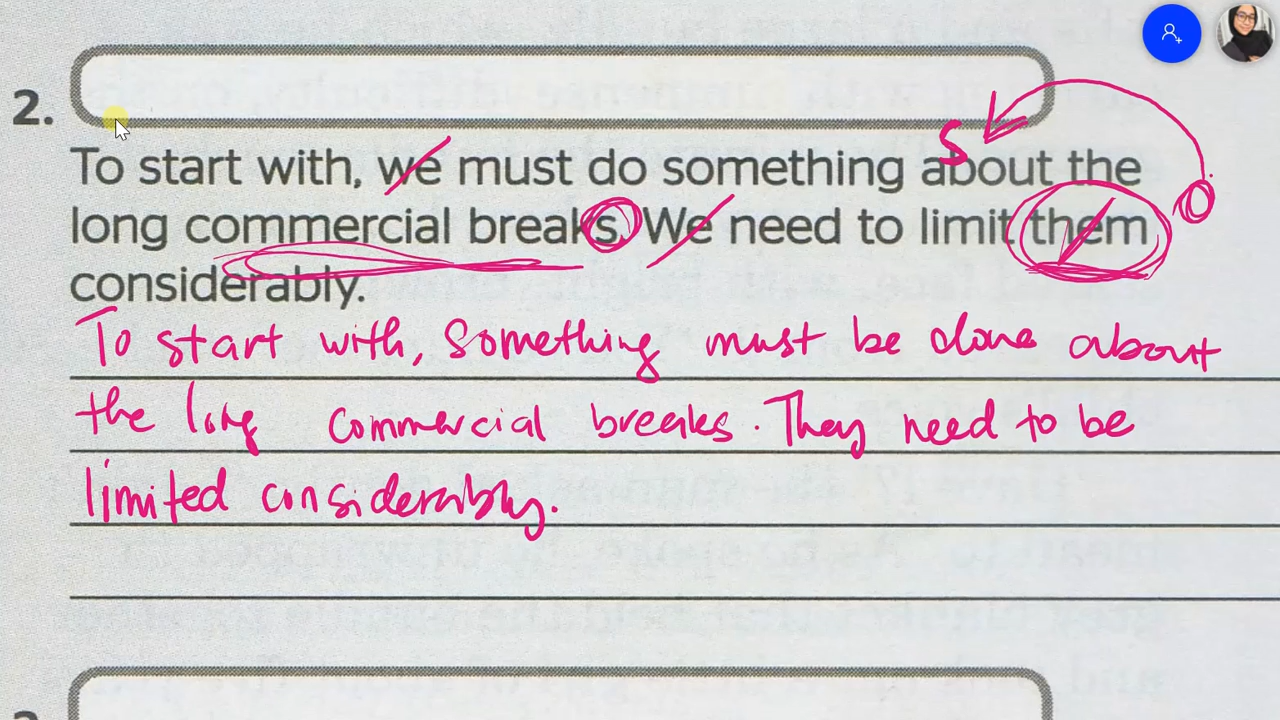 2.
To start with, we must do something about the
long commercial breaks. We need to limit them
considerably.
S
O
To start with, something must be done about
the long commercial breaks. They need to be
limited considerably.